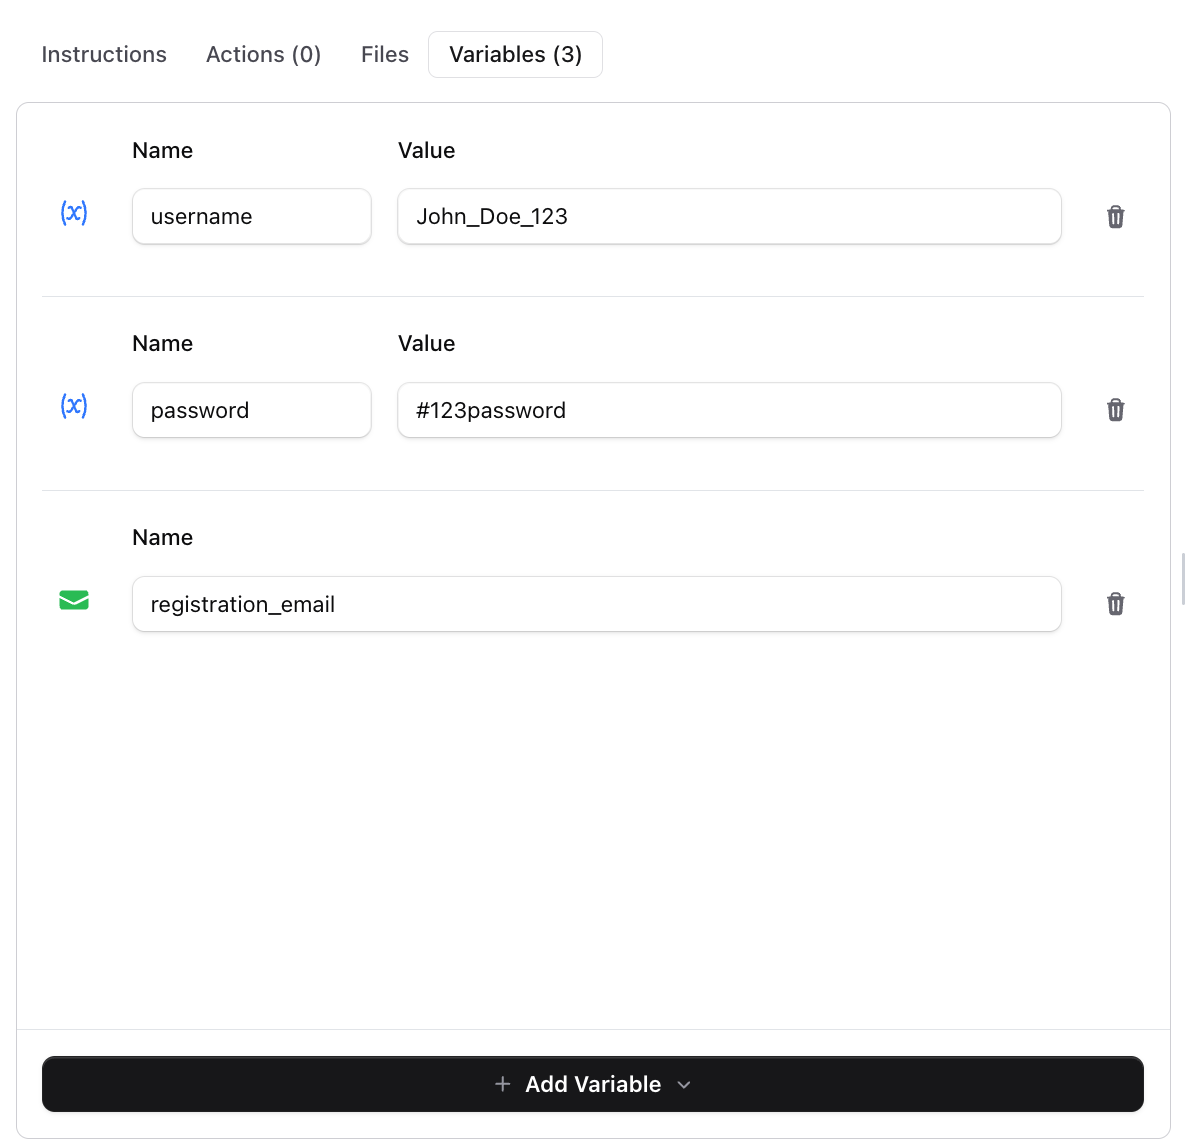 Instructions Actions (0) Files Variables (3)
Name Value
(x) username John_Doe_123
Name Value
(x) password #123password
Name
registration_email
+ Add Variable